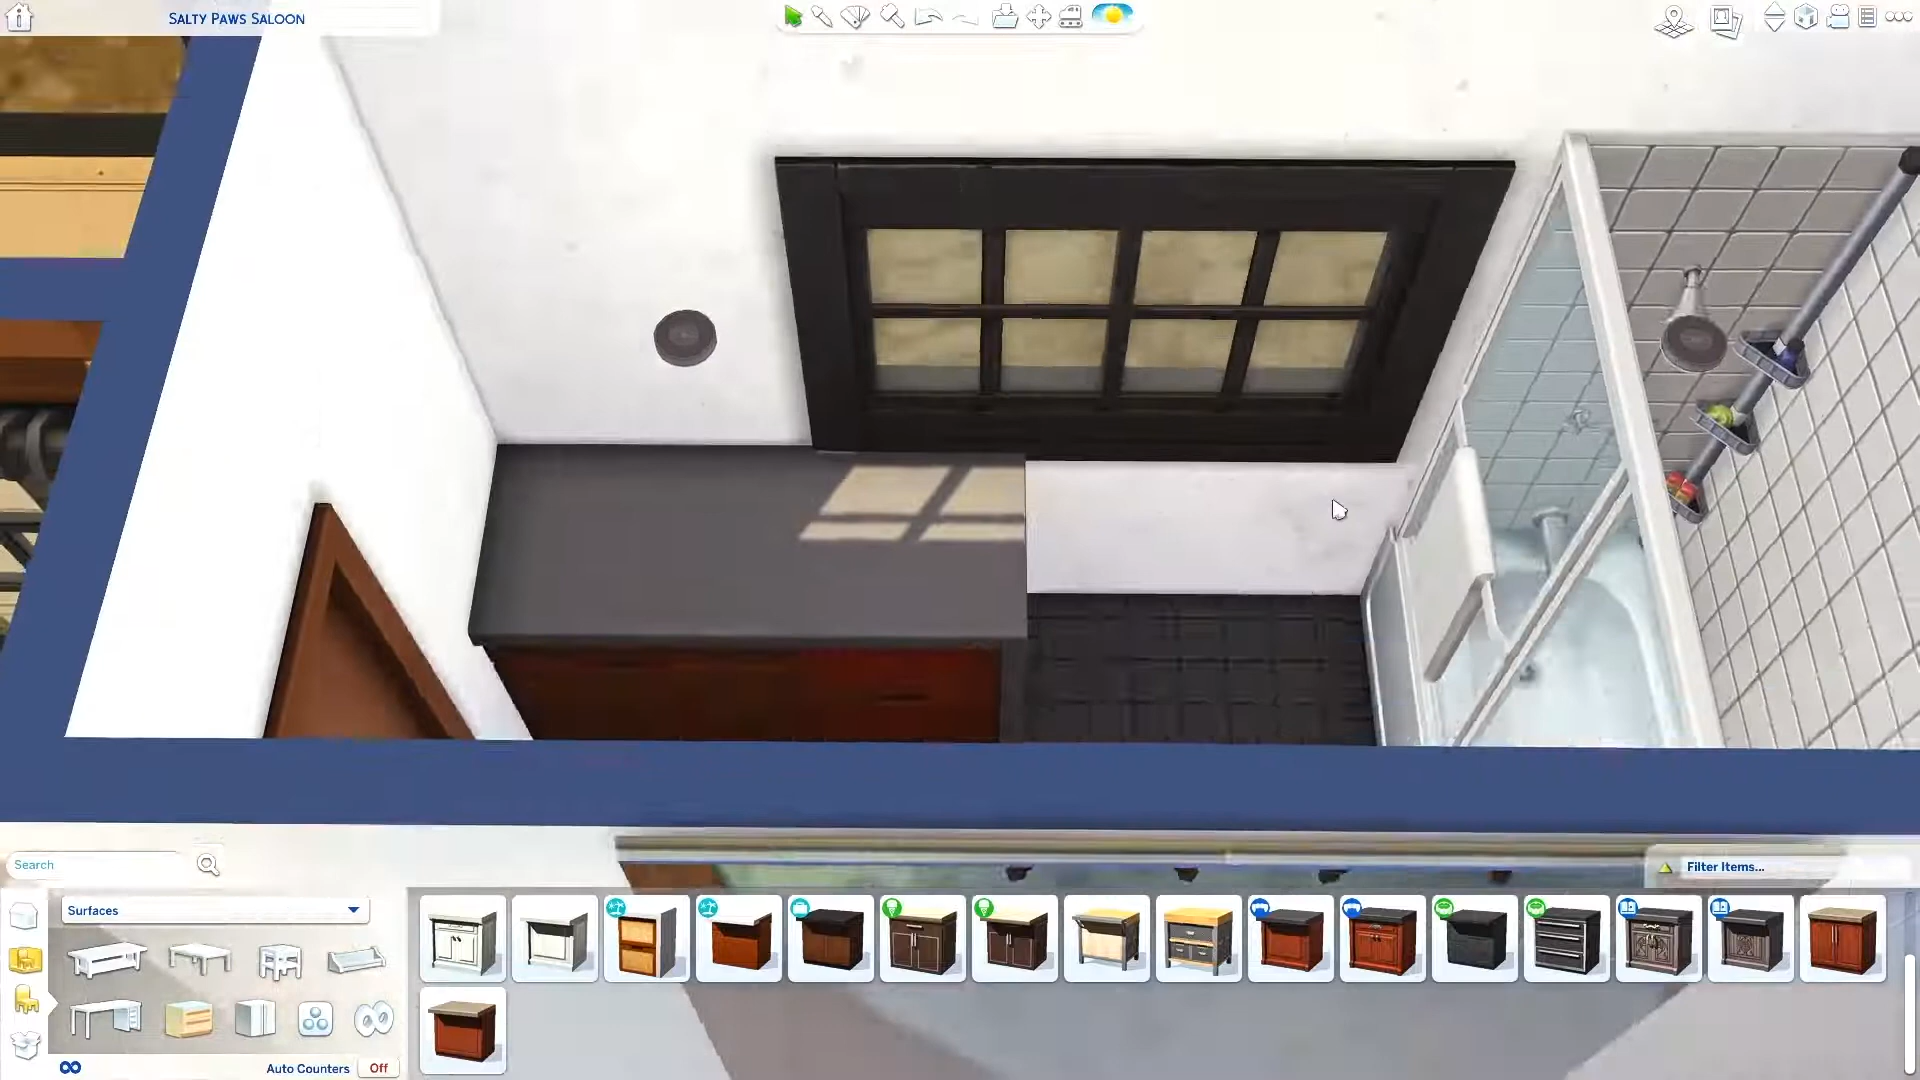 SALTY PAWS SALOON
Search
Filter Items...
Surfaces
Auto Counters Off